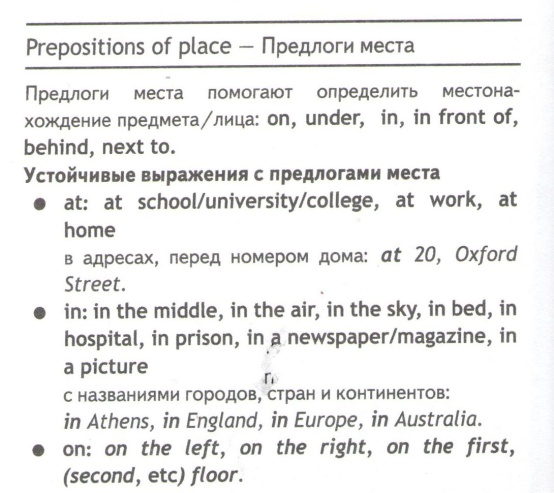 Prepositions of place – Предлоги места
Предлоги места помогают определить местона-
хождение предмета/лица: on, under, in, in front of,
behind, next to.
Устойчивые выражения с предлогами места
● at: at school/university/college, at work, at
home
в адресах, перед номером дома: at 20, Oxford
Street.
● in: in the middle, in the air, in the sky, in bed, in
hospital, in prison, in a newspaper/magazine, in
a picture
с названиями городов, стран и континентов:
in Athens, in England, in Europe, in Australia.
● on: on the left, on the right, on the first,
(second, etc) floor.